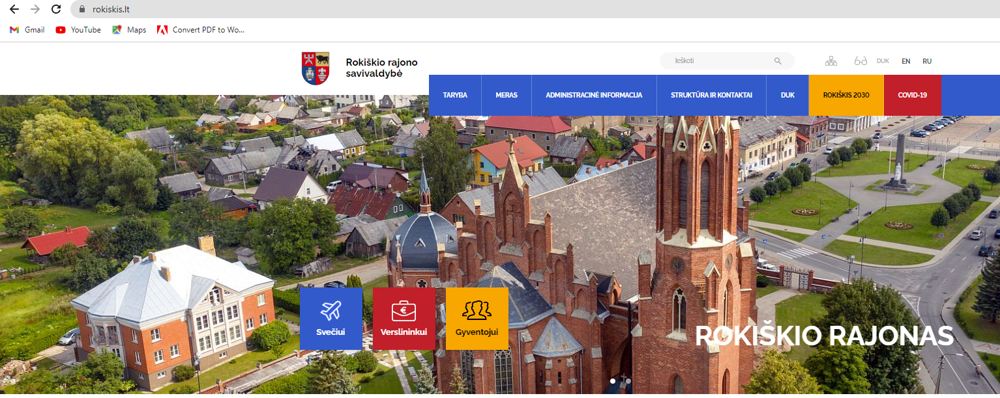 rokiskis.lt
Gmail
YouTube
Maps
Convert PDF to Wo...
Rokiškio rajono
savivaldybė
Ieškoti
DUK
EN
RU
TARYBA
MERAS
ADMINISTRACINĖ INFORMACIJA
STRUKTŪRA IR KONTAKTAI
DUK
ROKIŠKIS 2030
COVID-19
Svečiui
Verslininkui
Gyventojui
ROKIŠKIO RAJONAS